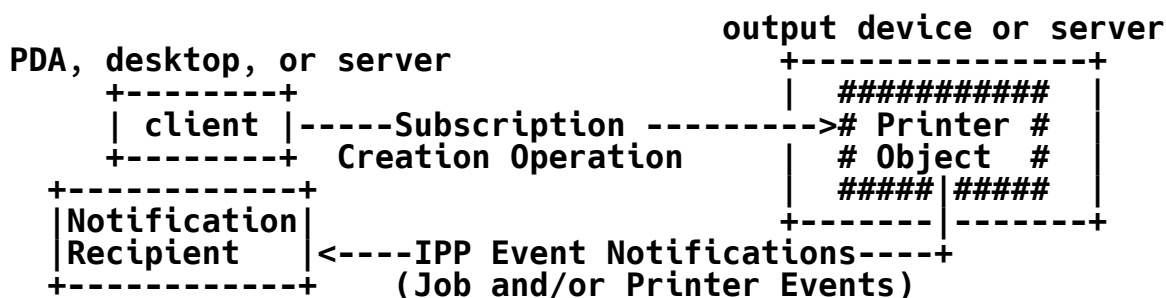 output device or server
PDA, desktop, or server              +---------------+
+--------+                           |  ###########  |
| client |-----Subscription ---------># Printer #  |
+--------+  Creation Operation     |  # Object  #  |
+------------+                        |  #####|#####  |
|Notification|                        +-------|-------+
|Recipient   |<----IPP Event Notifications----+
+------------+    (Job and/or Printer Events)